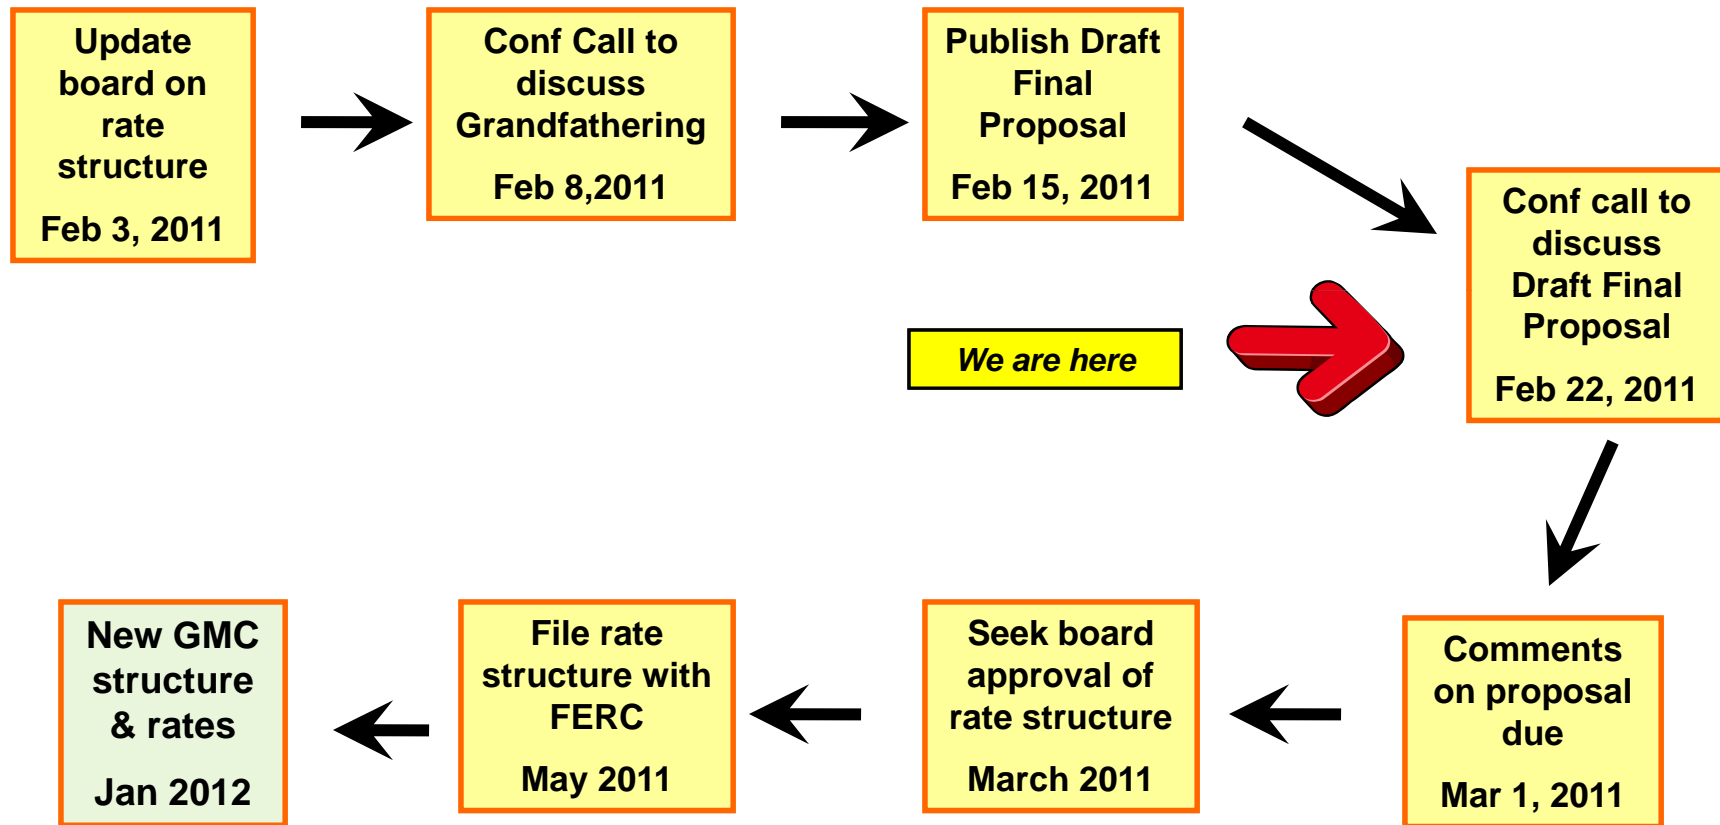 Update
board on
rate
structure
Feb 3, 2011
Conf Call to
discuss
Grandfathering
Feb 8,2011
Publish Draft
Final
Proposal
Feb 15, 2011
Conf call to
discuss
Draft Final
Proposal
Feb 22, 2011
We are here
Comments
on proposal
due
Mar 1, 2011
Seek board
approval of
rate structure
March 2011
File rate
structure with
FERC
May 2011
New GMC
structure
& rates
Jan 2012